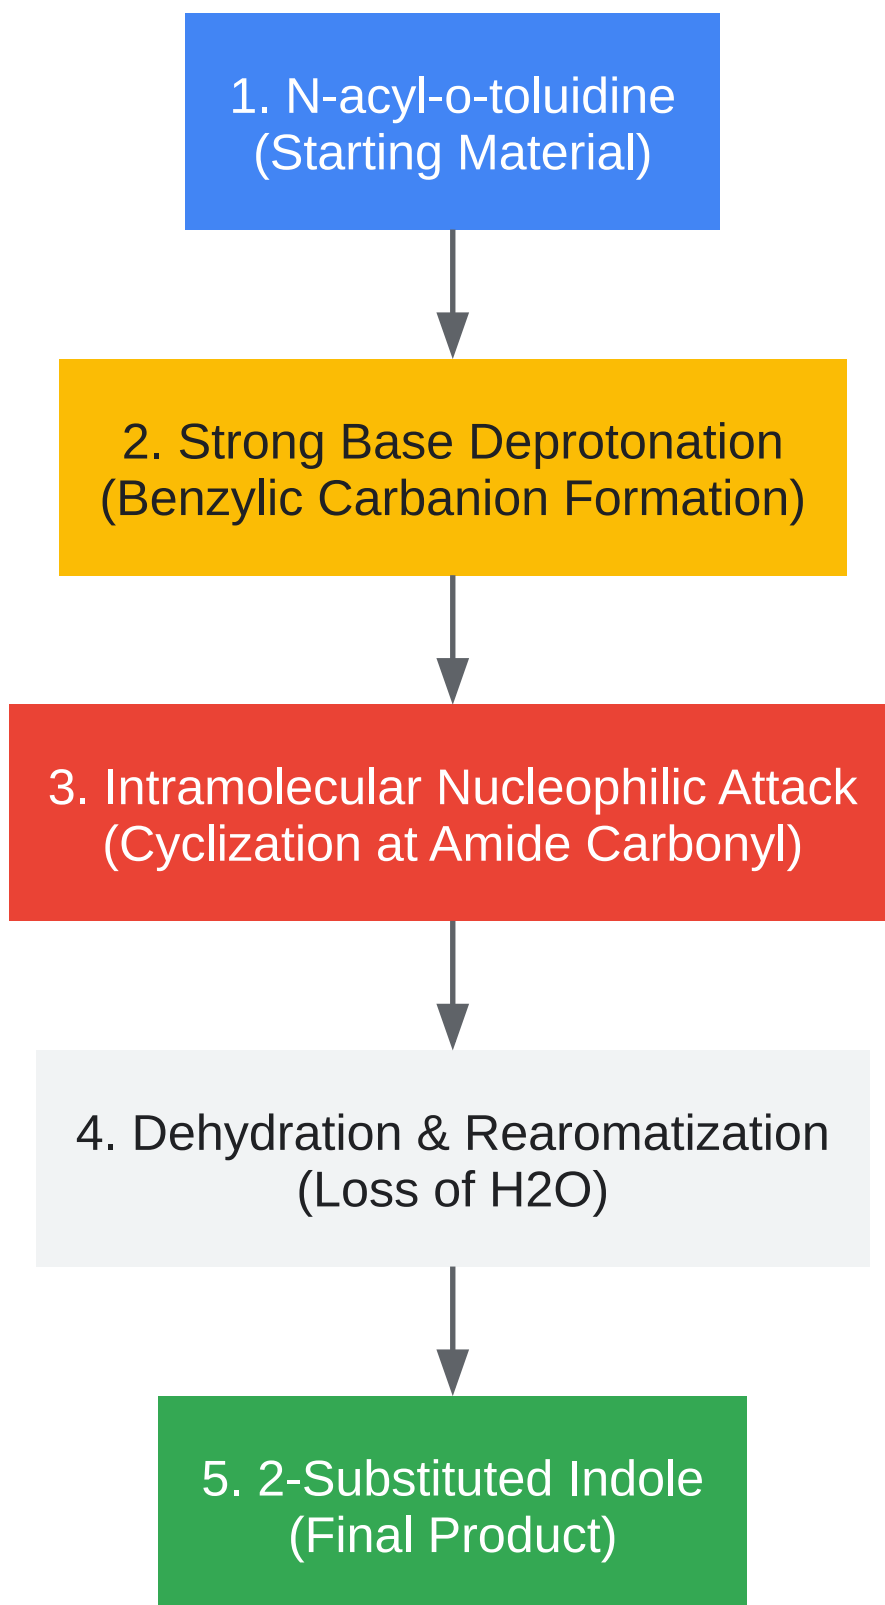 1. N-acyl-o-toluidine
(Starting Material)
2. Strong Base Deprotonation
(Benzylic Carbanion Formation)
3. Intramolecular Nucleophilic Attack
(Cyclization at Amide Carbonyl)
4. Dehydration & Rearomatization
(Loss of H2O)
5. 2-Substituted Indole
(Final Product)